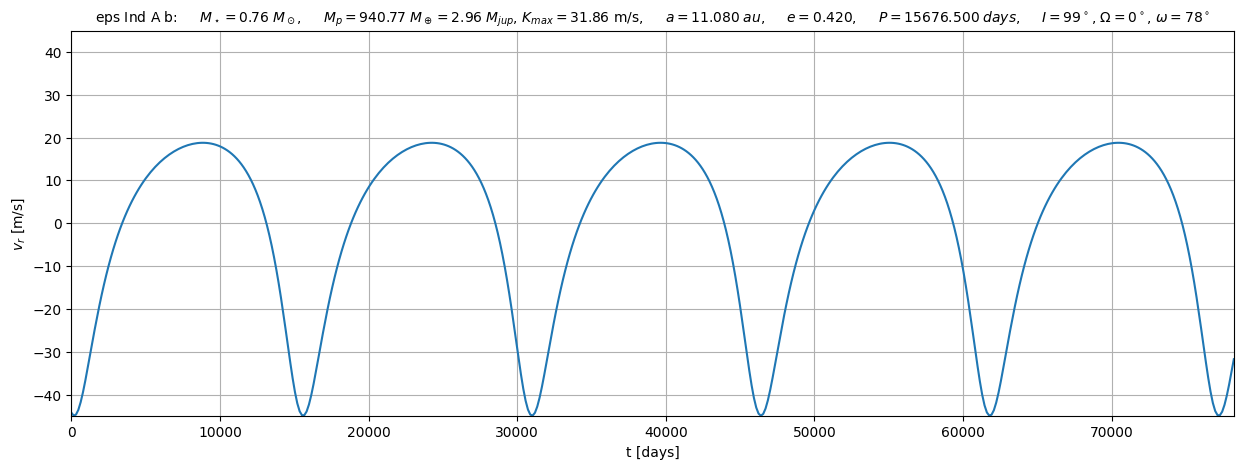 eps Ind A b: M⋆ = 0.76 M⊙, Mp = 940.77 M⊕ = 2.96 Mjup, Kmax = 31.86 m/s, a = 11.080 au, e = 0.420, P = 15676.500 days, I = 99°, Ω = 0°, ω = 78°
40
30
20
10
0
−10
−20
−30
−40
vr [m/s]
0 10000 20000 30000 40000 50000 60000 70000
t [days]